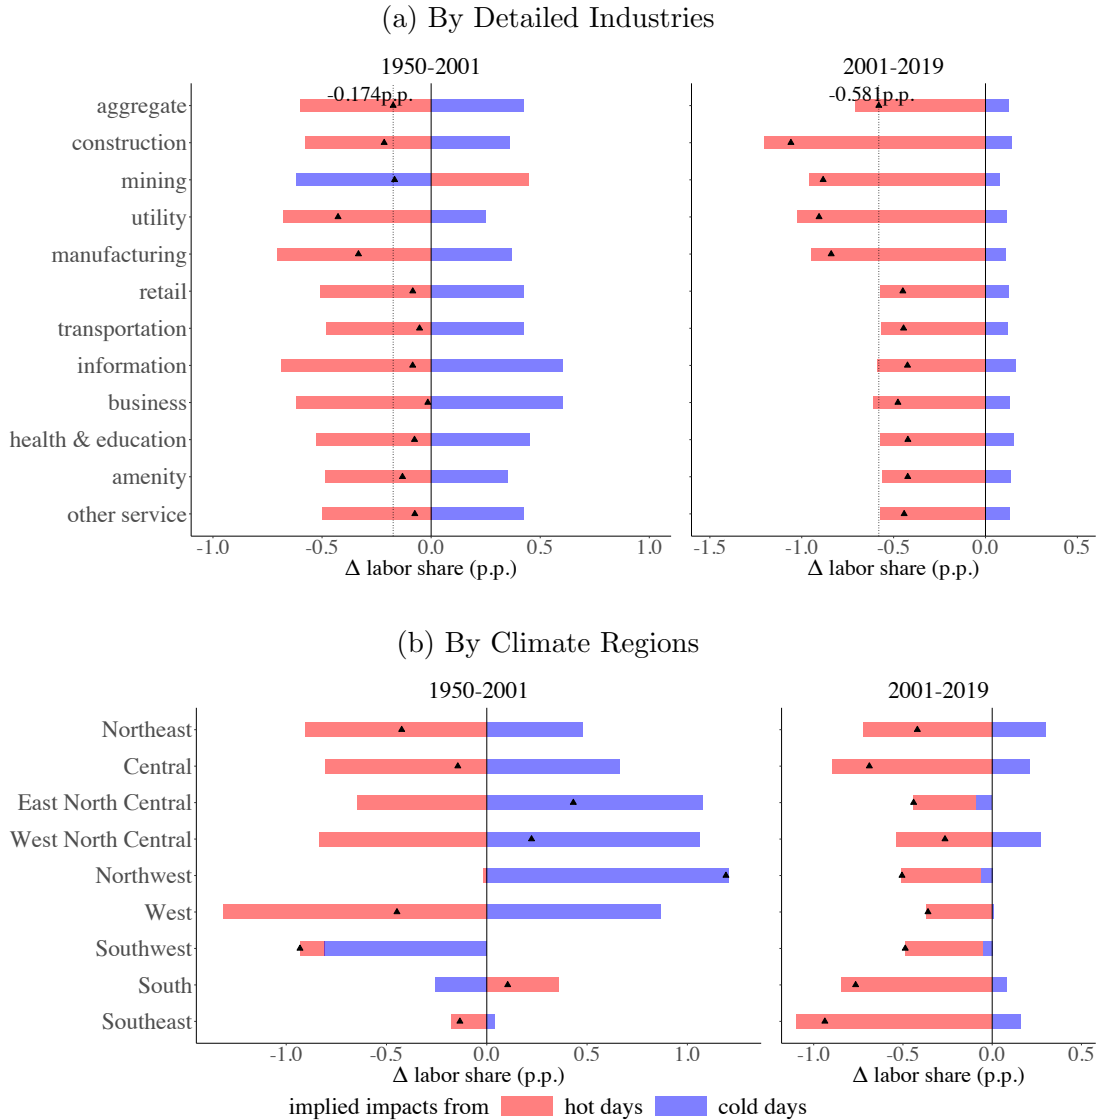 (a) By Detailed Industries
1950-2001
2001-2019
aggregate
-0.174p.p.
-0.581p.p.
construction
mining
utility
manufacturing
retail
transportation
information
business
health & education
amenity
other service
-1.0 -0.5 0.0 0.5 1.0
-1.5 -1.0 -0.5 0.0 0.5
Δ labor share (p.p.)
Δ labor share (p.p.)
(b) By Climate Regions
1950-2001
2001-2019
Northeast
Central
East North Central
West North Central
Northwest
West
Southwest
South
Southeast
-1.0 -0.5 0.0 0.5 1.0
-1.0 -0.5 0.0 0.5
Δ labor share (p.p.)
Δ labor share (p.p.)
implied impacts from hot days cold days